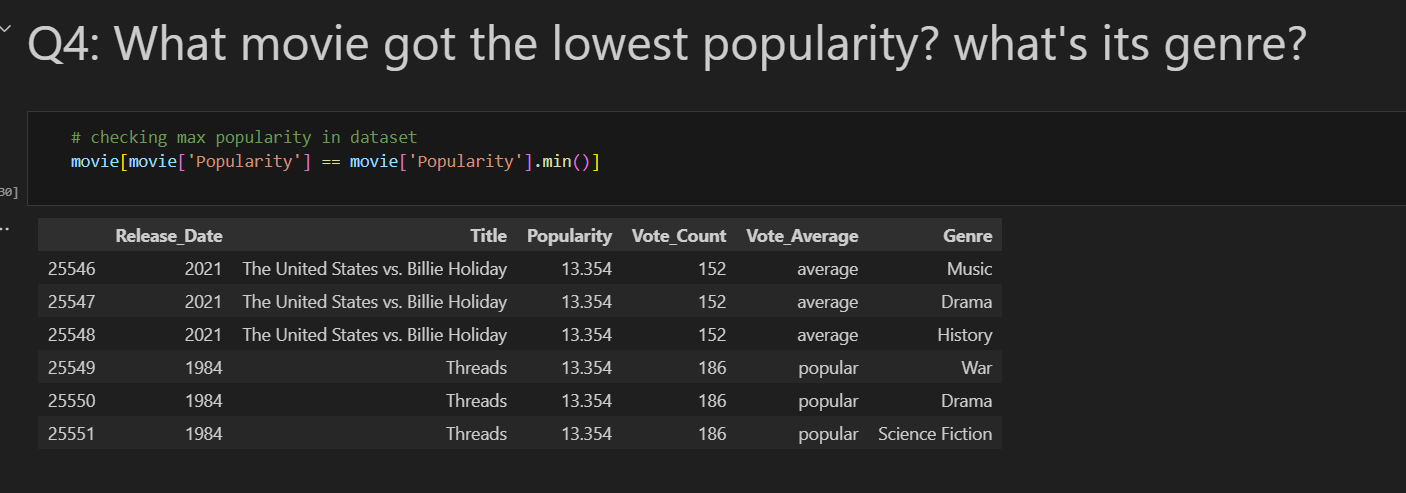 Q4: What movie got the lowest popularity? what's its genre?
# checking max popularity in dataset
movie[movie['Popularity'] == movie['Popularity'].min()]
30]
..
Release_Date Title Popularity Vote_Count Vote_Average Genre
25546 2021 The United States vs. Billie Holiday 13.354 152 average Music
25547 2021 The United States vs. Billie Holiday 13.354 152 average Drama
25548 2021 The United States vs. Billie Holiday 13.354 152 average History
25549 1984 Threads 13.354 186 popular War
25550 1984 Threads 13.354 186 popular Drama
25551 1984 Threads 13.354 186 popular Science Fiction